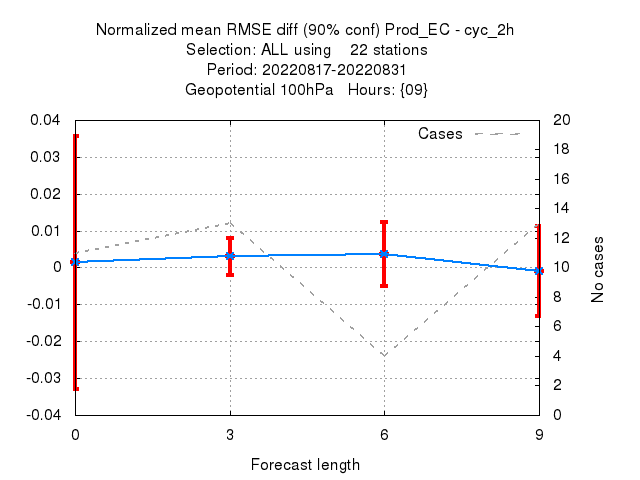 Normalized mean RMSE diff (90% conf) Prod_EC - cyc_2h
Selection: ALL using    22 stations
Period: 20220817-20220831
Geopotential 100hPa   Hours: {09}
Cases
0.04
0.03
0.02
0.01
0
-0.01
-0.02
-0.03
-0.04
20
18
16
14
12
10
8
6
4
2
0
No cases
0 3 6 9
Forecast length